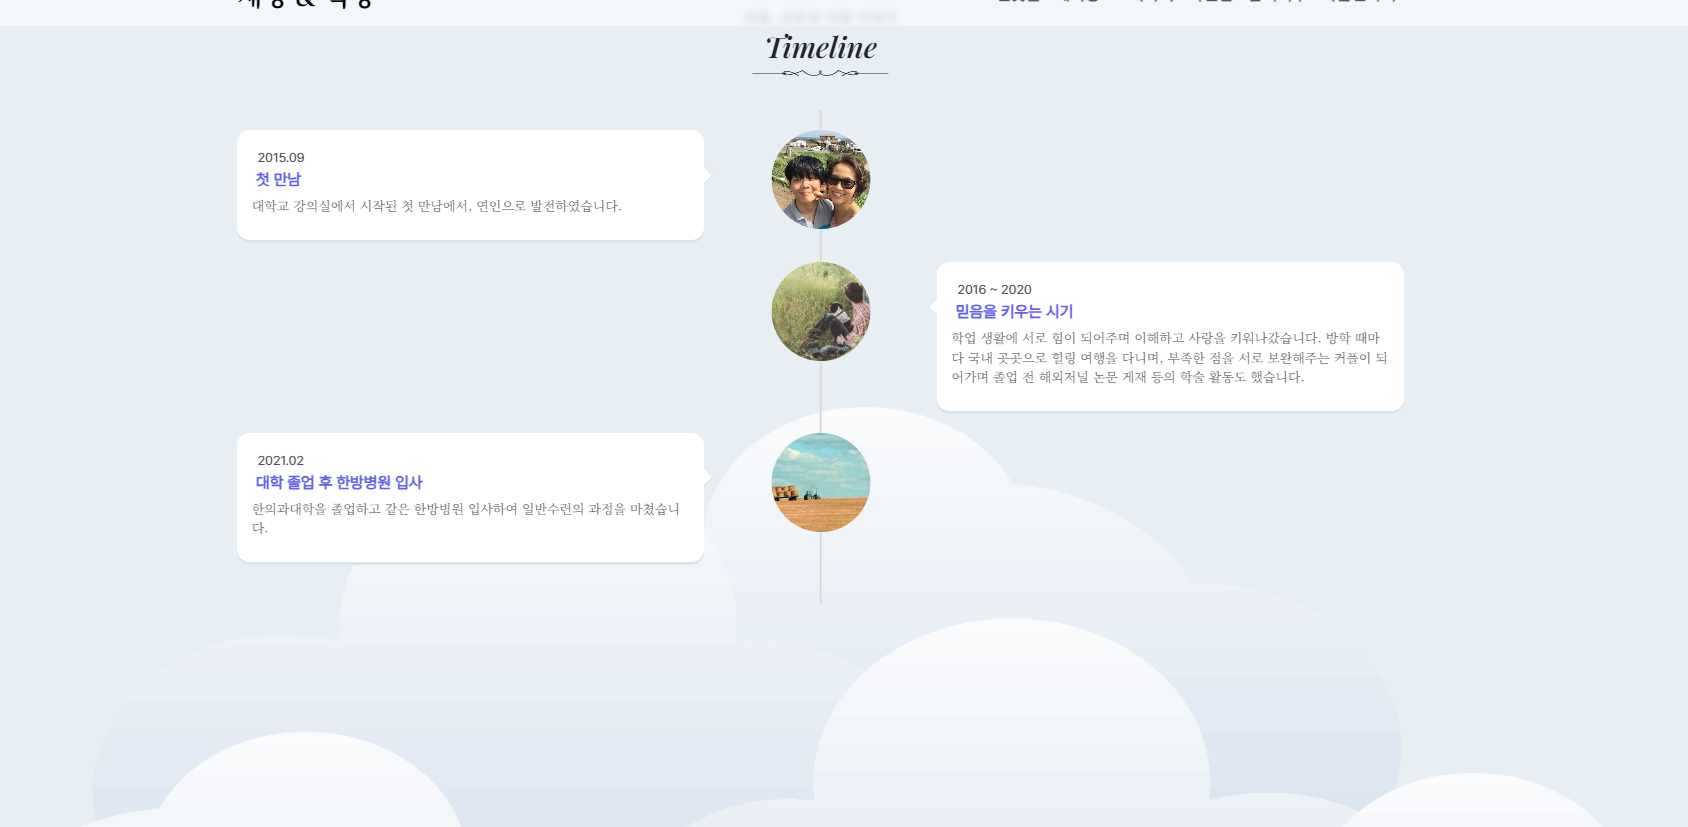 Timeline
2015.09
첫 만남
대학교 강의실에서 시작된 첫 만남에서, 연인으로 발전하였습니다.
2016 ~ 2020
믿음을 키우는 시기
학업 생활에 서로 힘이 되어주며 이해하고 사랑을 키워나갔습니다. 방학 때마
다 국내 곳곳으로 힐링 여행을 다니며, 부족한 점을 서로 보완해주는 커플이 되
어가며 졸업 전 해외저널 논문 게재 등의 학술 활동도 했습니다.
2021.02
대학 졸업 후 한방병원 입사
한의과대학을 졸업하고 같은 한방병원 입사하여 일반수련의 과정을 마쳤습니
다.